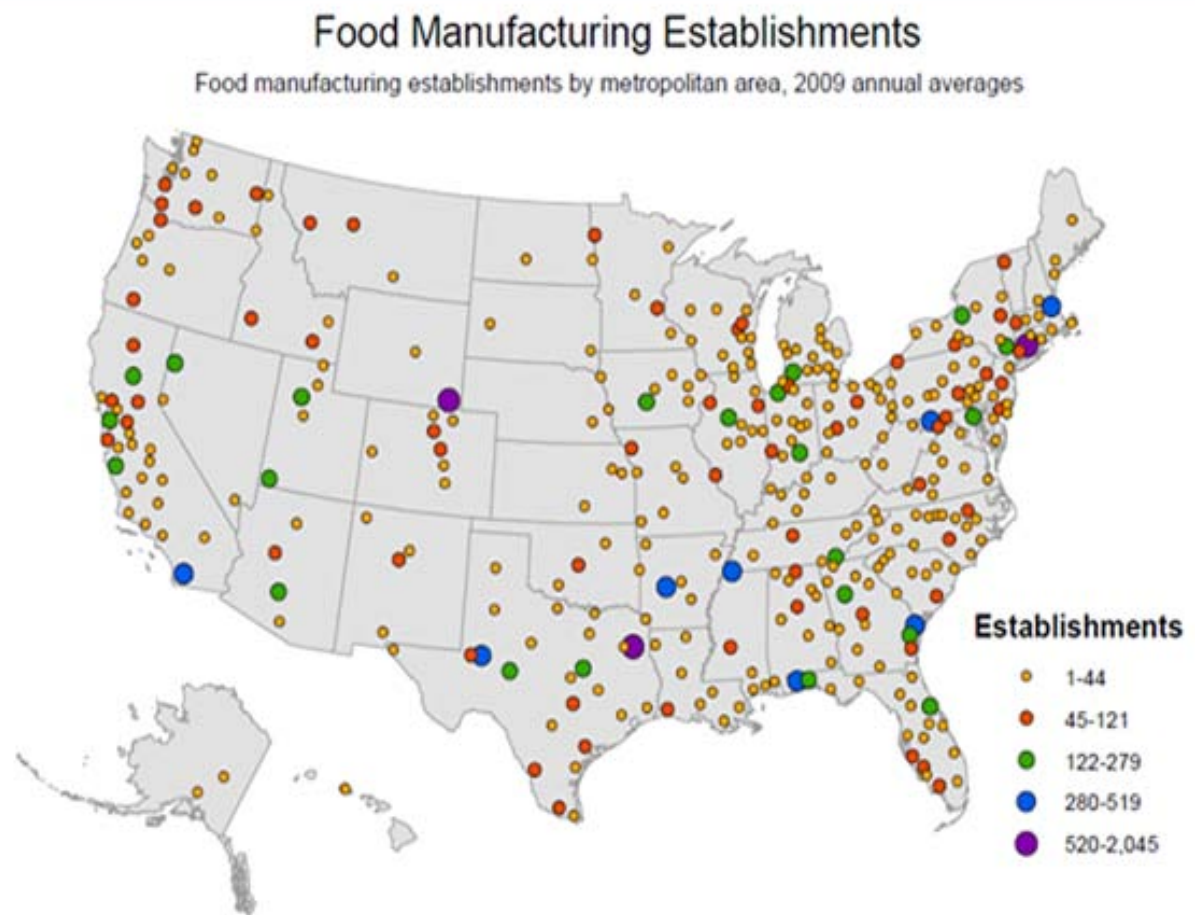 Food Manufacturing Establishments
Food manufacturing establishments by metropolitan area, 2009 annual averages
Establishments
1-44
45-121
122-279
280-519
520-2,045